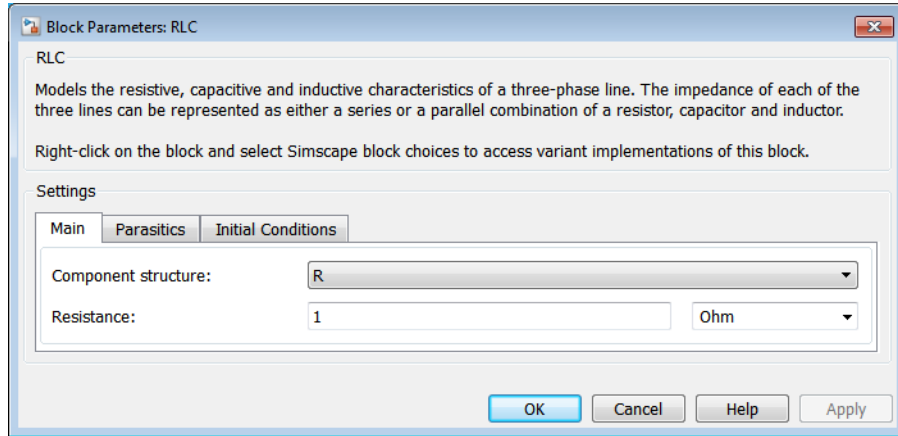 Block Parameters: RLC
RLC
Models the resistive, capacitive and inductive characteristics of a three-phase line. The impedance of each of the
three lines can be represented as either a series or a parallel combination of a resistor, capacitor and inductor.
Right-click on the block and select Simscape block choices to access variant implementations of this block.
Settings
Main Parasitics Initial Conditions
Component structure: R
Resistance: 1 Ohm
OK Cancel Help Apply